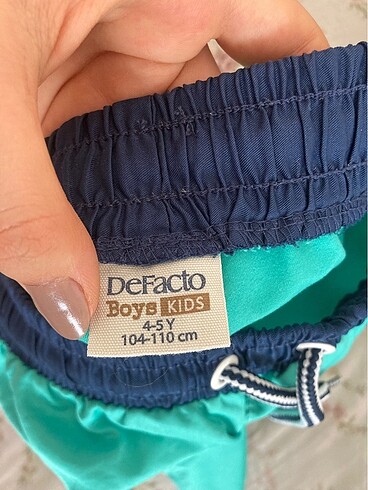 DeFacto
Boys KIDS
4-5 Y
104-110 cm